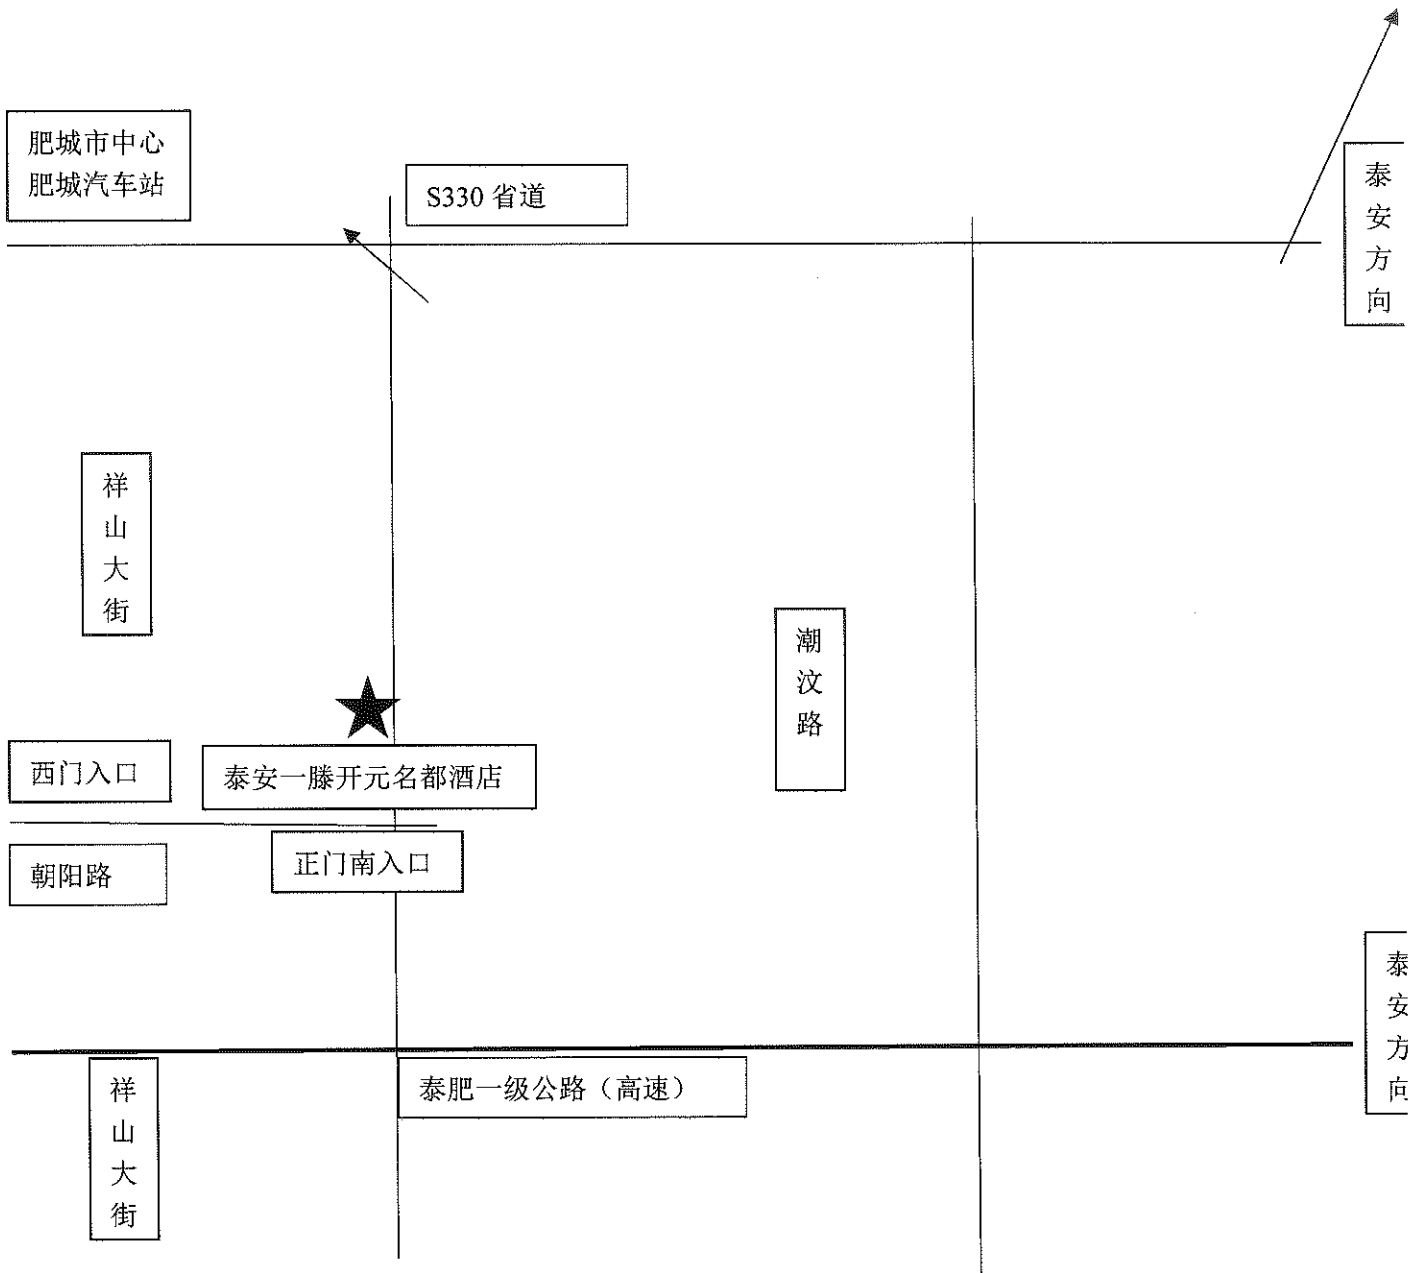 肥城市中心
肥城汽车站
S330 省道
泰安方向
祥山大街
潮汶路
西门入口
泰安一滕开元名都酒店
朝阳路
正门南入口
泰安方向
祥山大街
泰肥一级公路（高速）